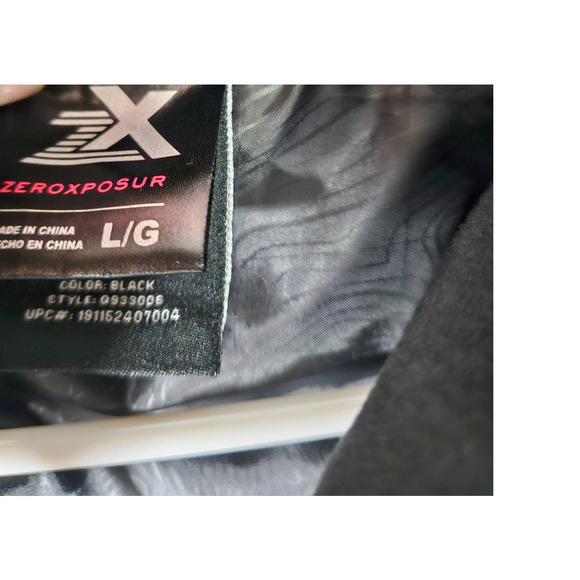 ZX
ZEROXPOSUR
ADE IN CHINA
ECHO EN CHINA
L/G
COLOR: BLACK
STYLE: Q933006
UPC#: 191152407004